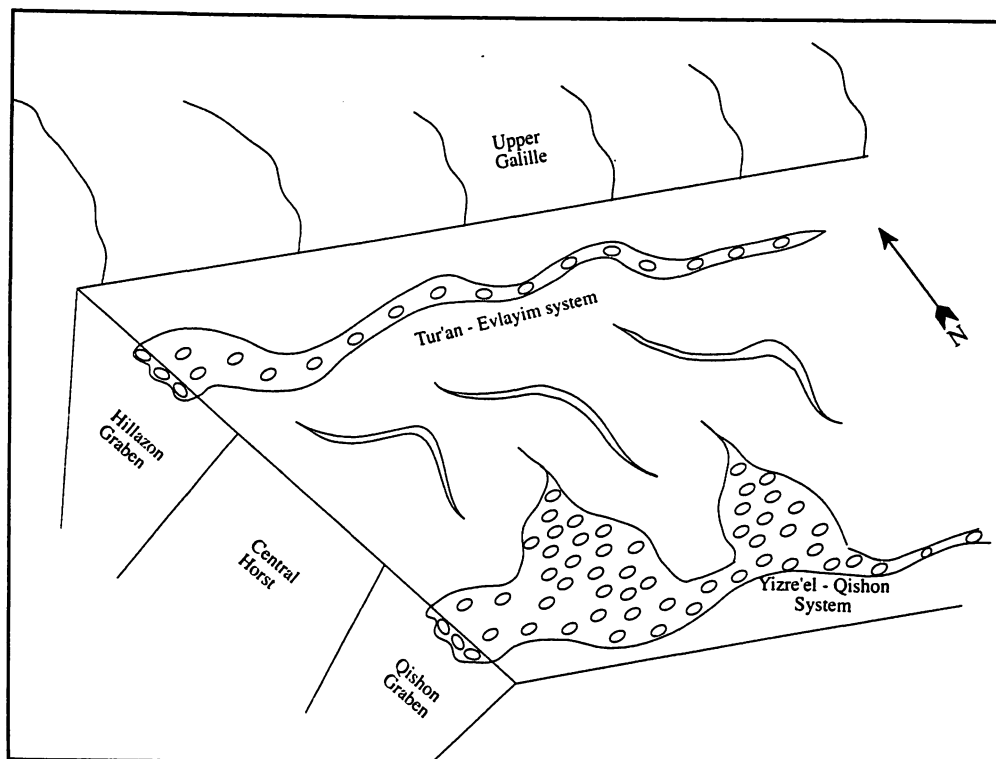 Upper
Galille
Tur'an - Evlayim system
N
Hillazon
Graben
Central
Horst
Yizre'el - Qishon
System
Qishon
Graben